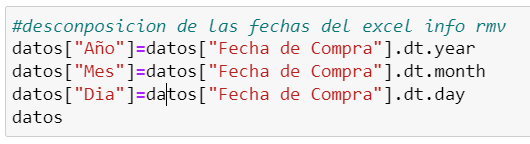 #desconposicion de las fechas del excel info rmv
datos["Año"]=datos["Fecha de Compra"].dt.year
datos["Mes"]=datos["Fecha de Compra"].dt.month
datos["Dia"]=datos["Fecha de Compra"].dt.day
datos